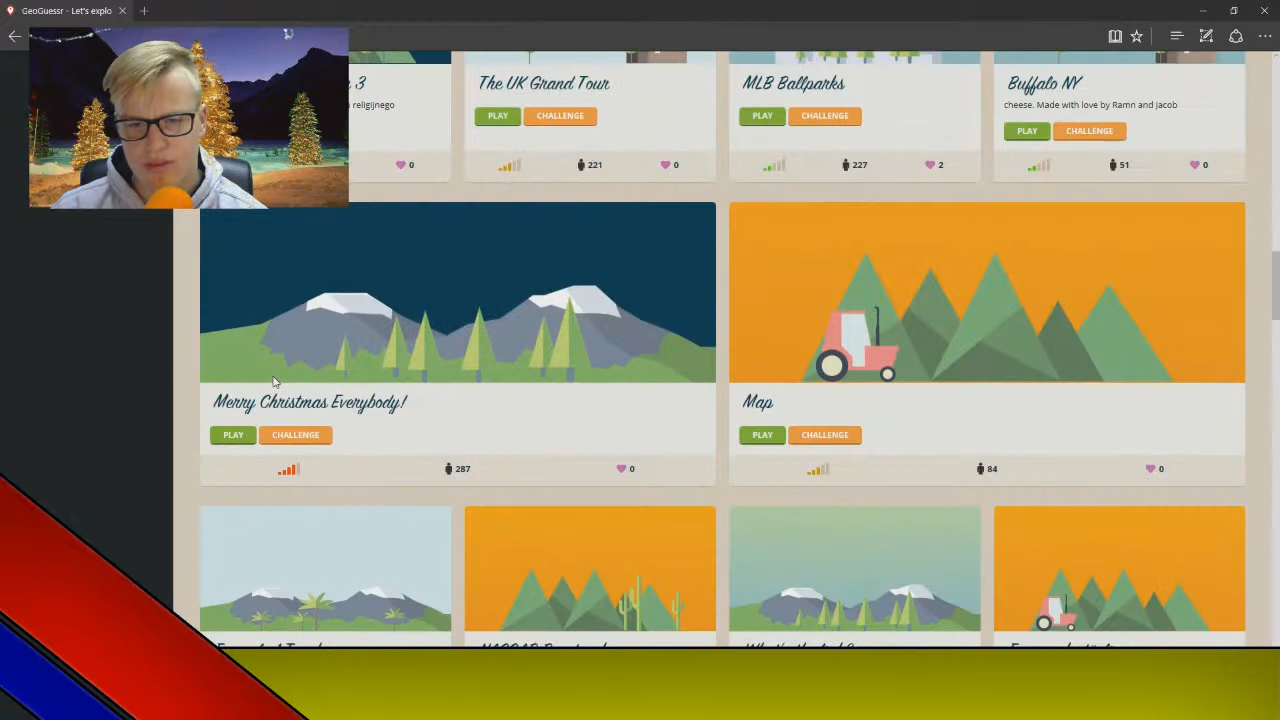 GeoGuessr - Let's explo
3
The UK Grand Tour
MLB Ballparks
Buffalo NY
religijnego
cheese. Made with love by Ramn and Jacob
PLAY CHALLENGE
PLAY CHALLENGE
PLAY CHALLENGE
0
221
0
227
2
51
0
Merry Christmas Everybody!
Map
PLAY CHALLENGE
PLAY CHALLENGE
287
0
84
0